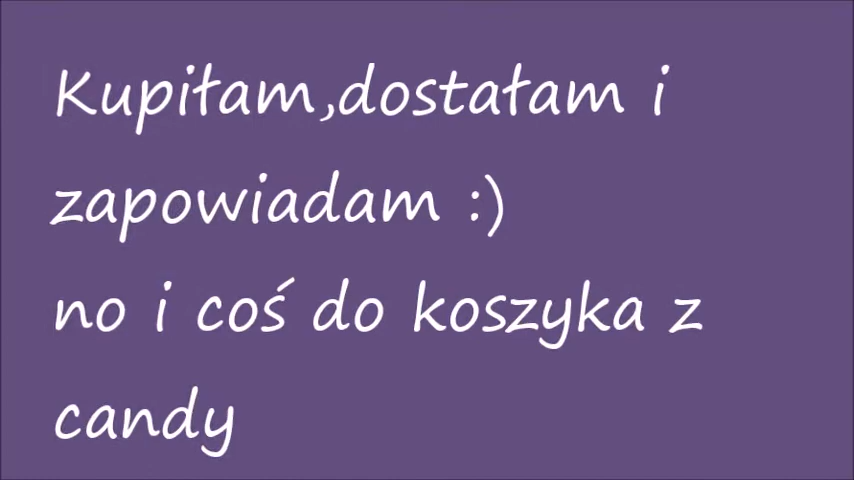 Kupiłam,dostałam i
zapowiadam :)
no i coś do koszyka z
candy